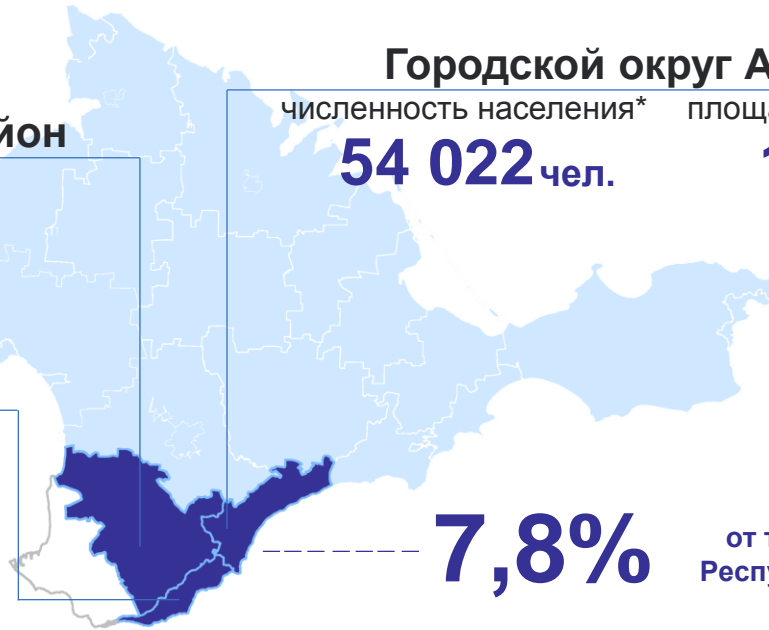 Городской округ А
йон
численность населения* площа
54 022 чел.
7,8%
от т
Респу